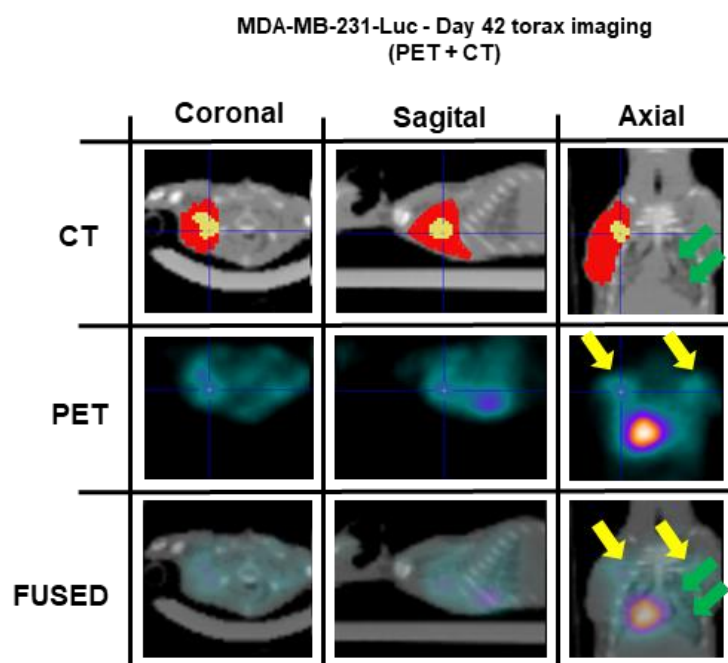 MDA-MB-231-Luc - Day 42 torax imaging
(PET + CT)
Coronal Sagital Axial
CT
PET
FUSED